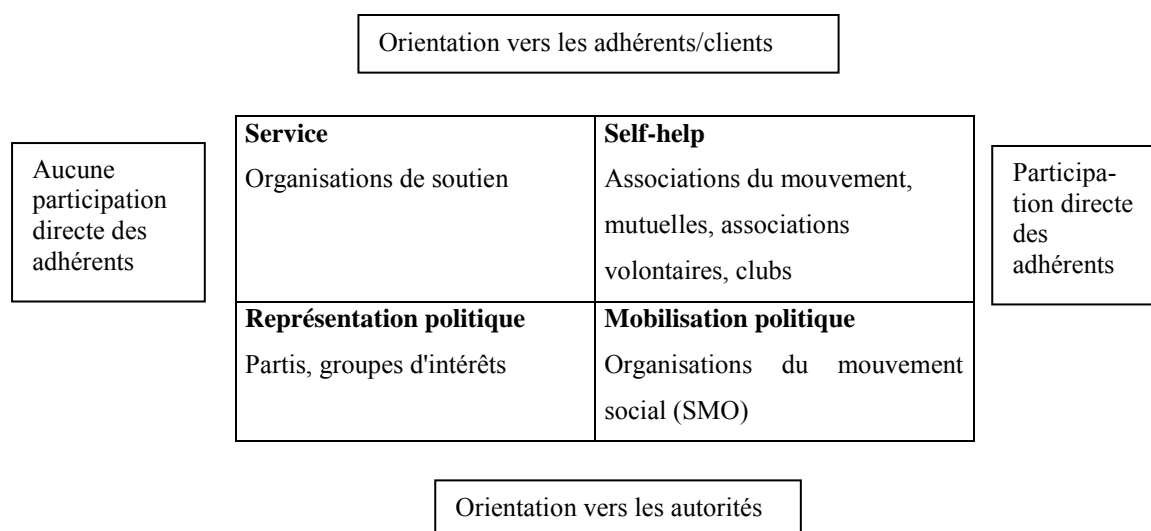 Orientation vers les adhérents/clients
Aucune
participation
directe des
adhérents
Service
Organisations de soutien
Self-help
Associations du mouvement,
mutuelles, associations
volontaires, clubs
Participa-
tion directe
des
adhérents
Représentation politique
Partis, groupes d'intérêts
Mobilisation politique
Organisations du mouvement
social (SMO)
Orientation vers les autorités